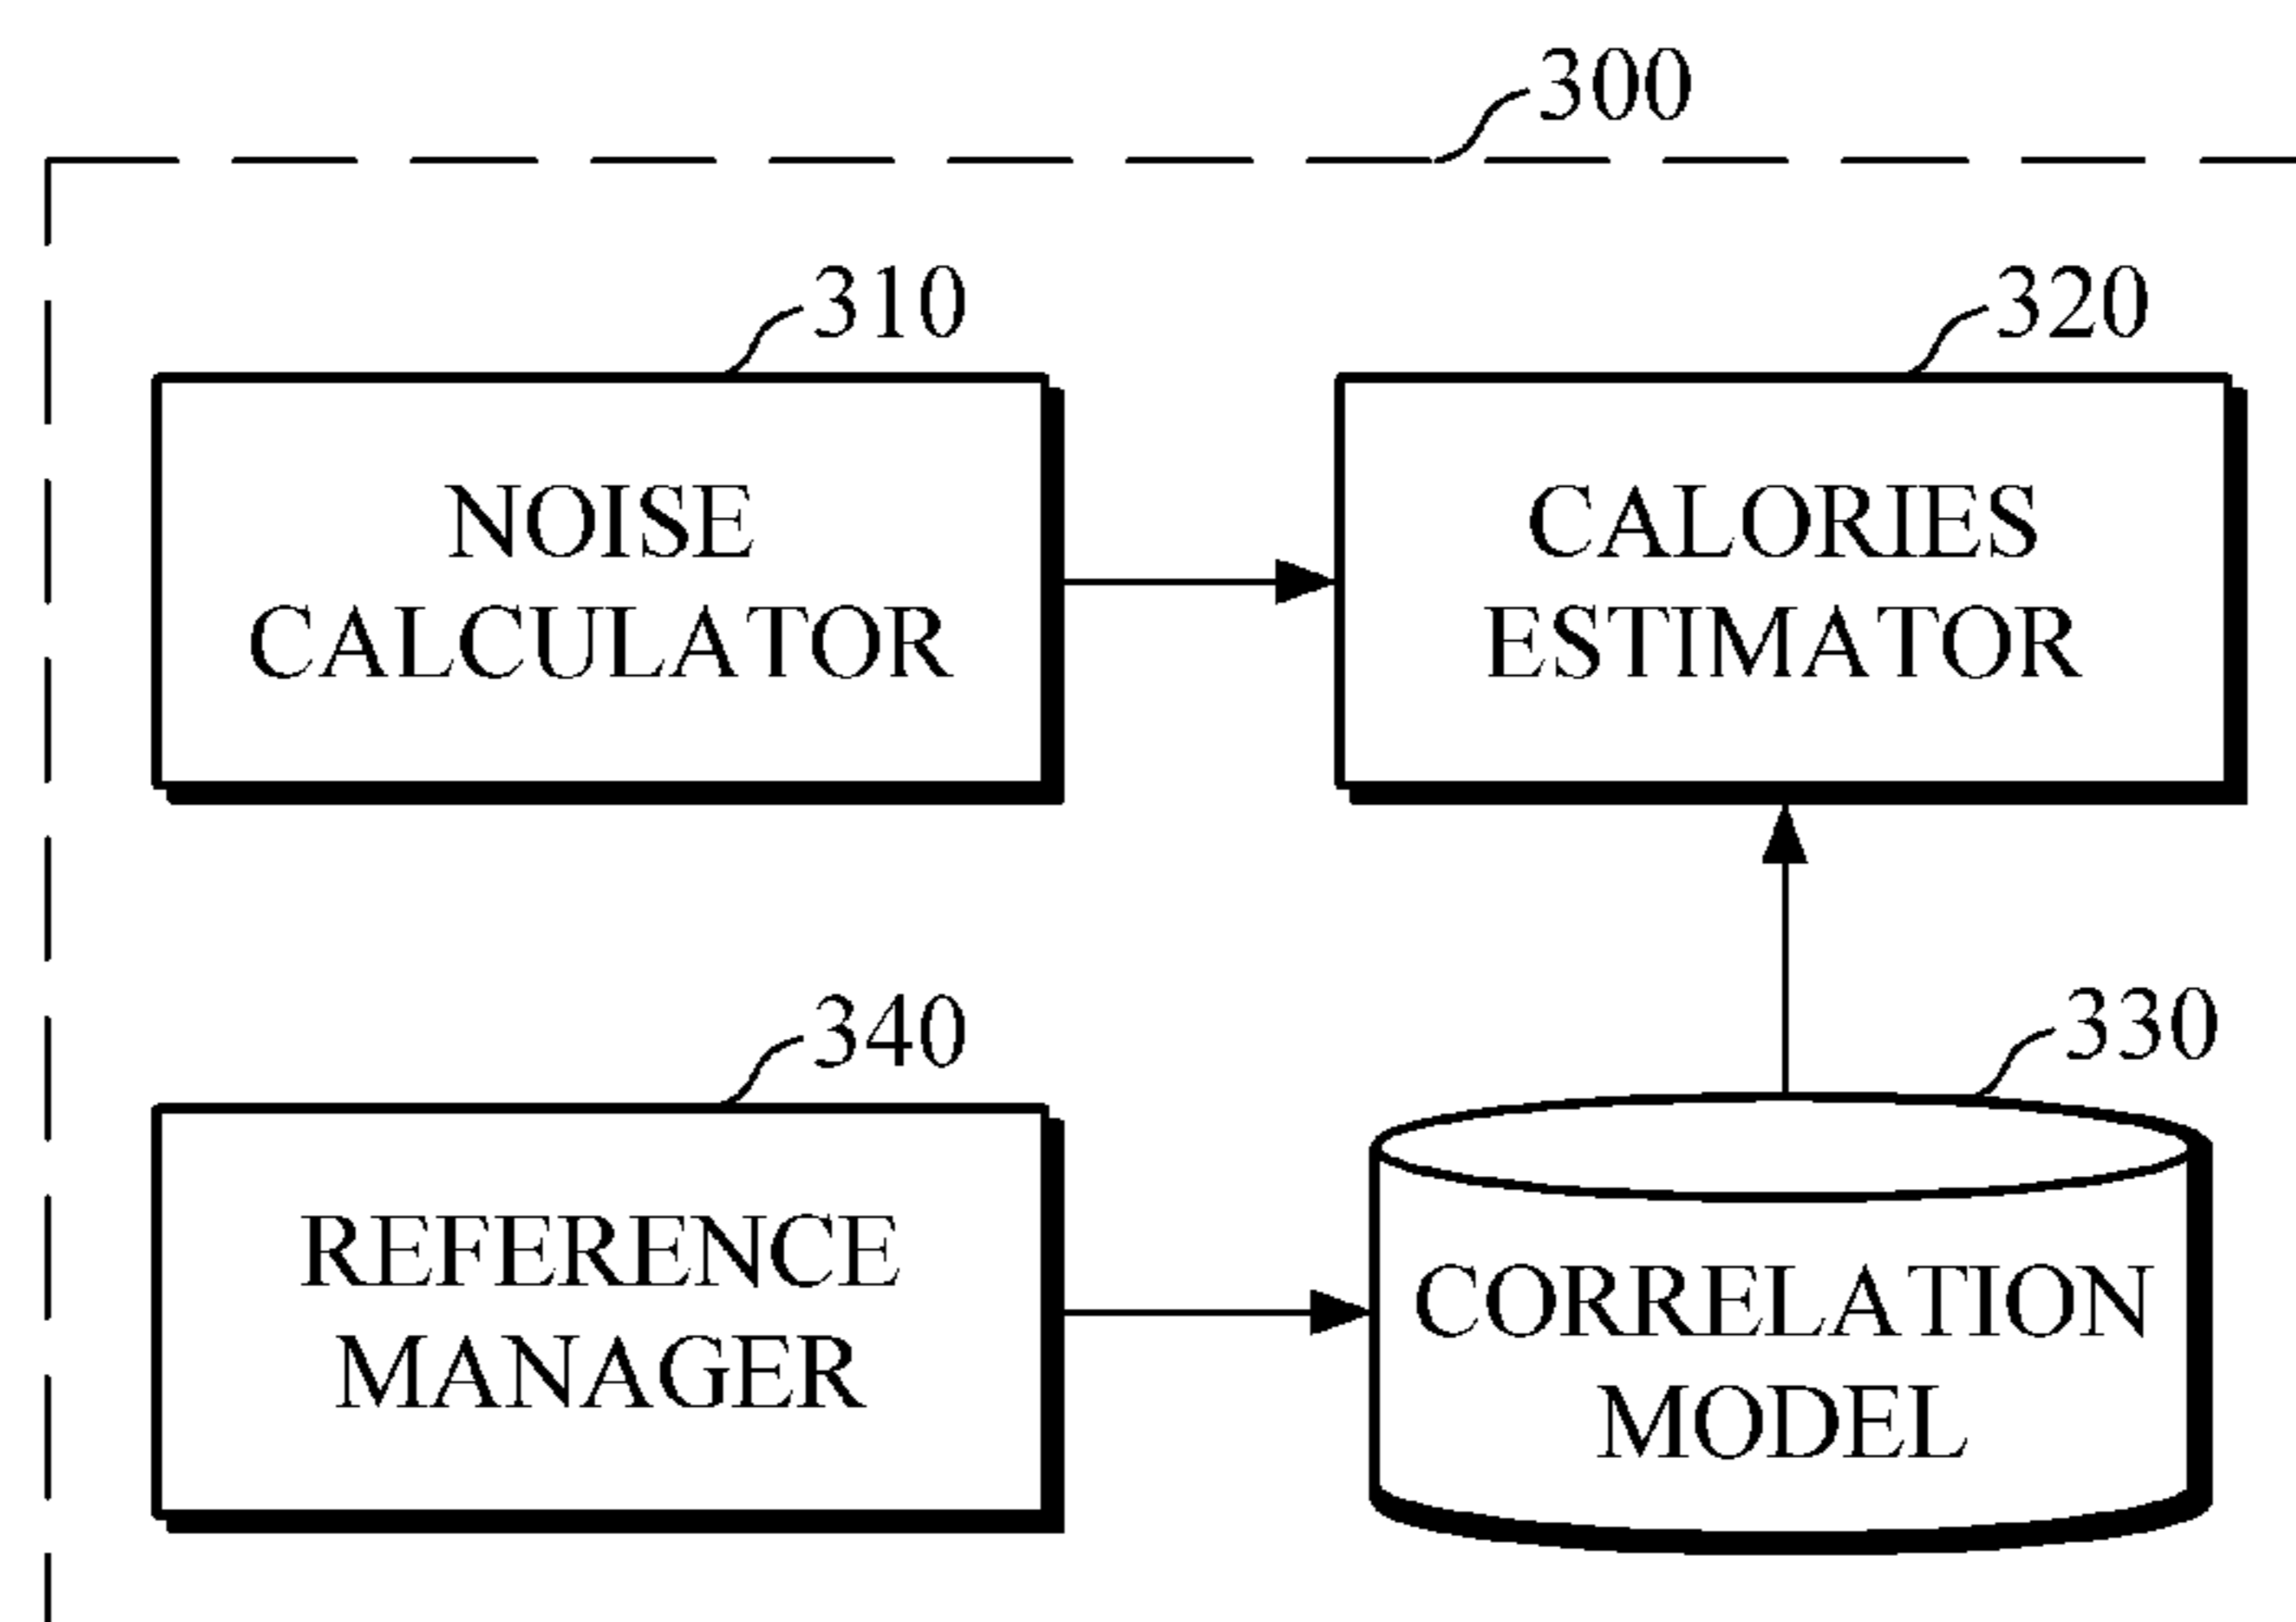 300
310
320
NOISE
CALCULATOR
CALORIES
ESTIMATOR
340
330
REFERENCE
MANAGER
CORRELATION
MODEL